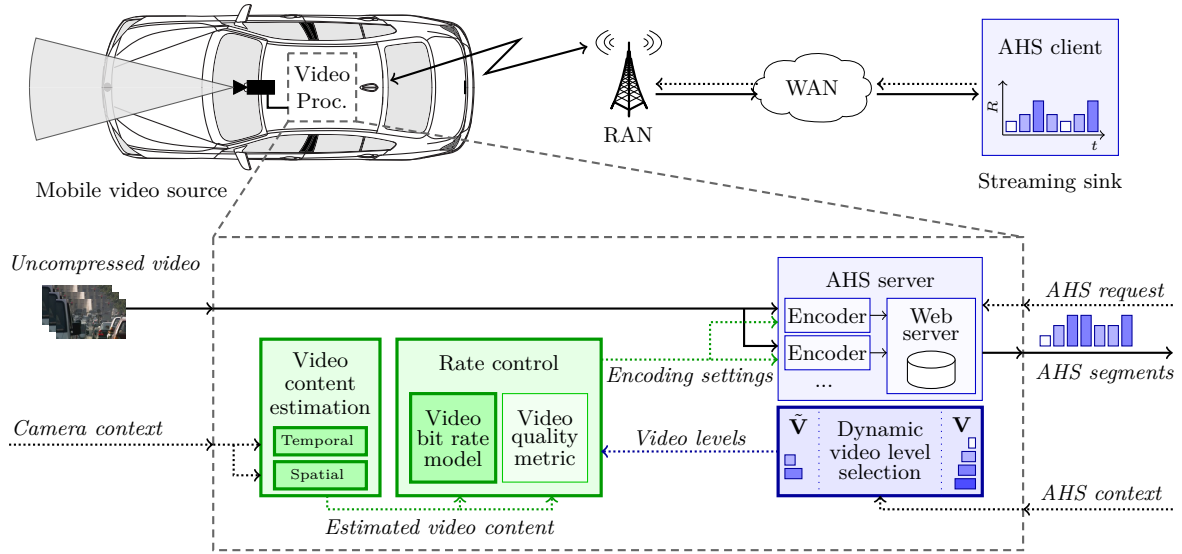 Video
Proc.
Mobile video source
RAN
WAN
AHS client
R
t
Streaming sink
Uncompressed video
Camera context
Video
content
estimation
Temporal
Spatial
Rate control
Video
bit rate
model
Video
quality
metric
Estimated video content
Encoding settings
Video levels
AHS server
Encoder
Encoder
...
Web
server
Ṽ
Dynamic
video level
selection
V
AHS request
AHS segments
AHS context